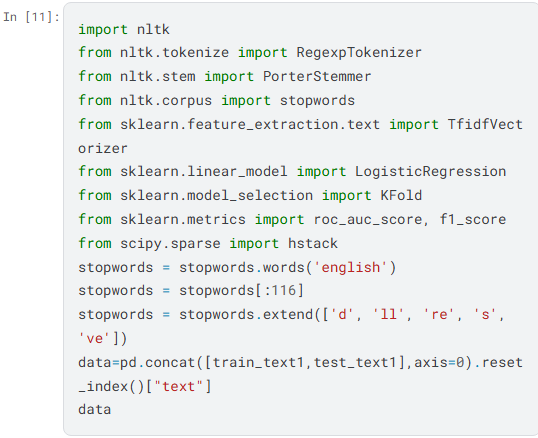 In [11]:
import nltk
from nltk.tokenize import RegexpTokenizer
from nltk.stem import PorterStemmer
from nltk.corpus import stopwords
from sklearn.feature_extraction.text import TfidfVect
orizer
from sklearn.linear_model import LogisticRegression
from sklearn.model_selection import KFold
from sklearn.metrics import roc_auc_score, f1_score
from scipy.sparse import hstack
stopwords = stopwords.words('english')
stopwords = stopwords[:116]
stopwords = stopwords.extend(['d', 'll', 're', 's',
've'])
data=pd.concat([train_text1,test_text1],axis=0).reset
_index()["text"]
data